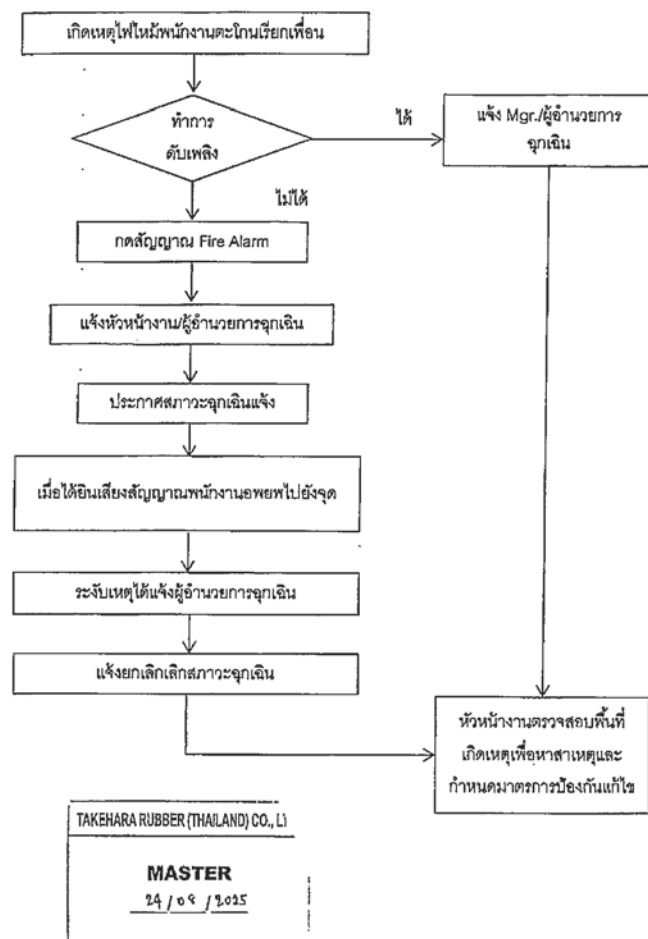 เกิดเหตุไฟไหม้พนักงานตะโกนเรียกเพื่อน
ทำการ
ดับเพลิง
ได้
แจ้ง Mgr./ผู้อำนวยการ
ฉุกเฉิน
ไม่ได้
กดสัญญาณ Fire Alarm
แจ้งหัวหน้างาน/ผู้อำนวยการฉุกเฉิน
ประกาศสภาวะฉุกเฉินแจ้ง
เมื่อได้ยินเสียงสัญญาณพนักงานอพยพไปยังจุด
ระงับเหตุได้แจ้งผู้อำนวยการฉุกเฉิน
แจ้งยกเลิกเลิกสภาวะฉุกเฉิน
หัวหน้างานตรวจสอบพื้นที่
เกิดเหตุเพื่อหาสาเหตุและ
กำหนดมาตรการป้องกันแก้ไข
TAKEHARA RUBBER (THAILAND) CO., L
MASTER
24 / 08 / 2025